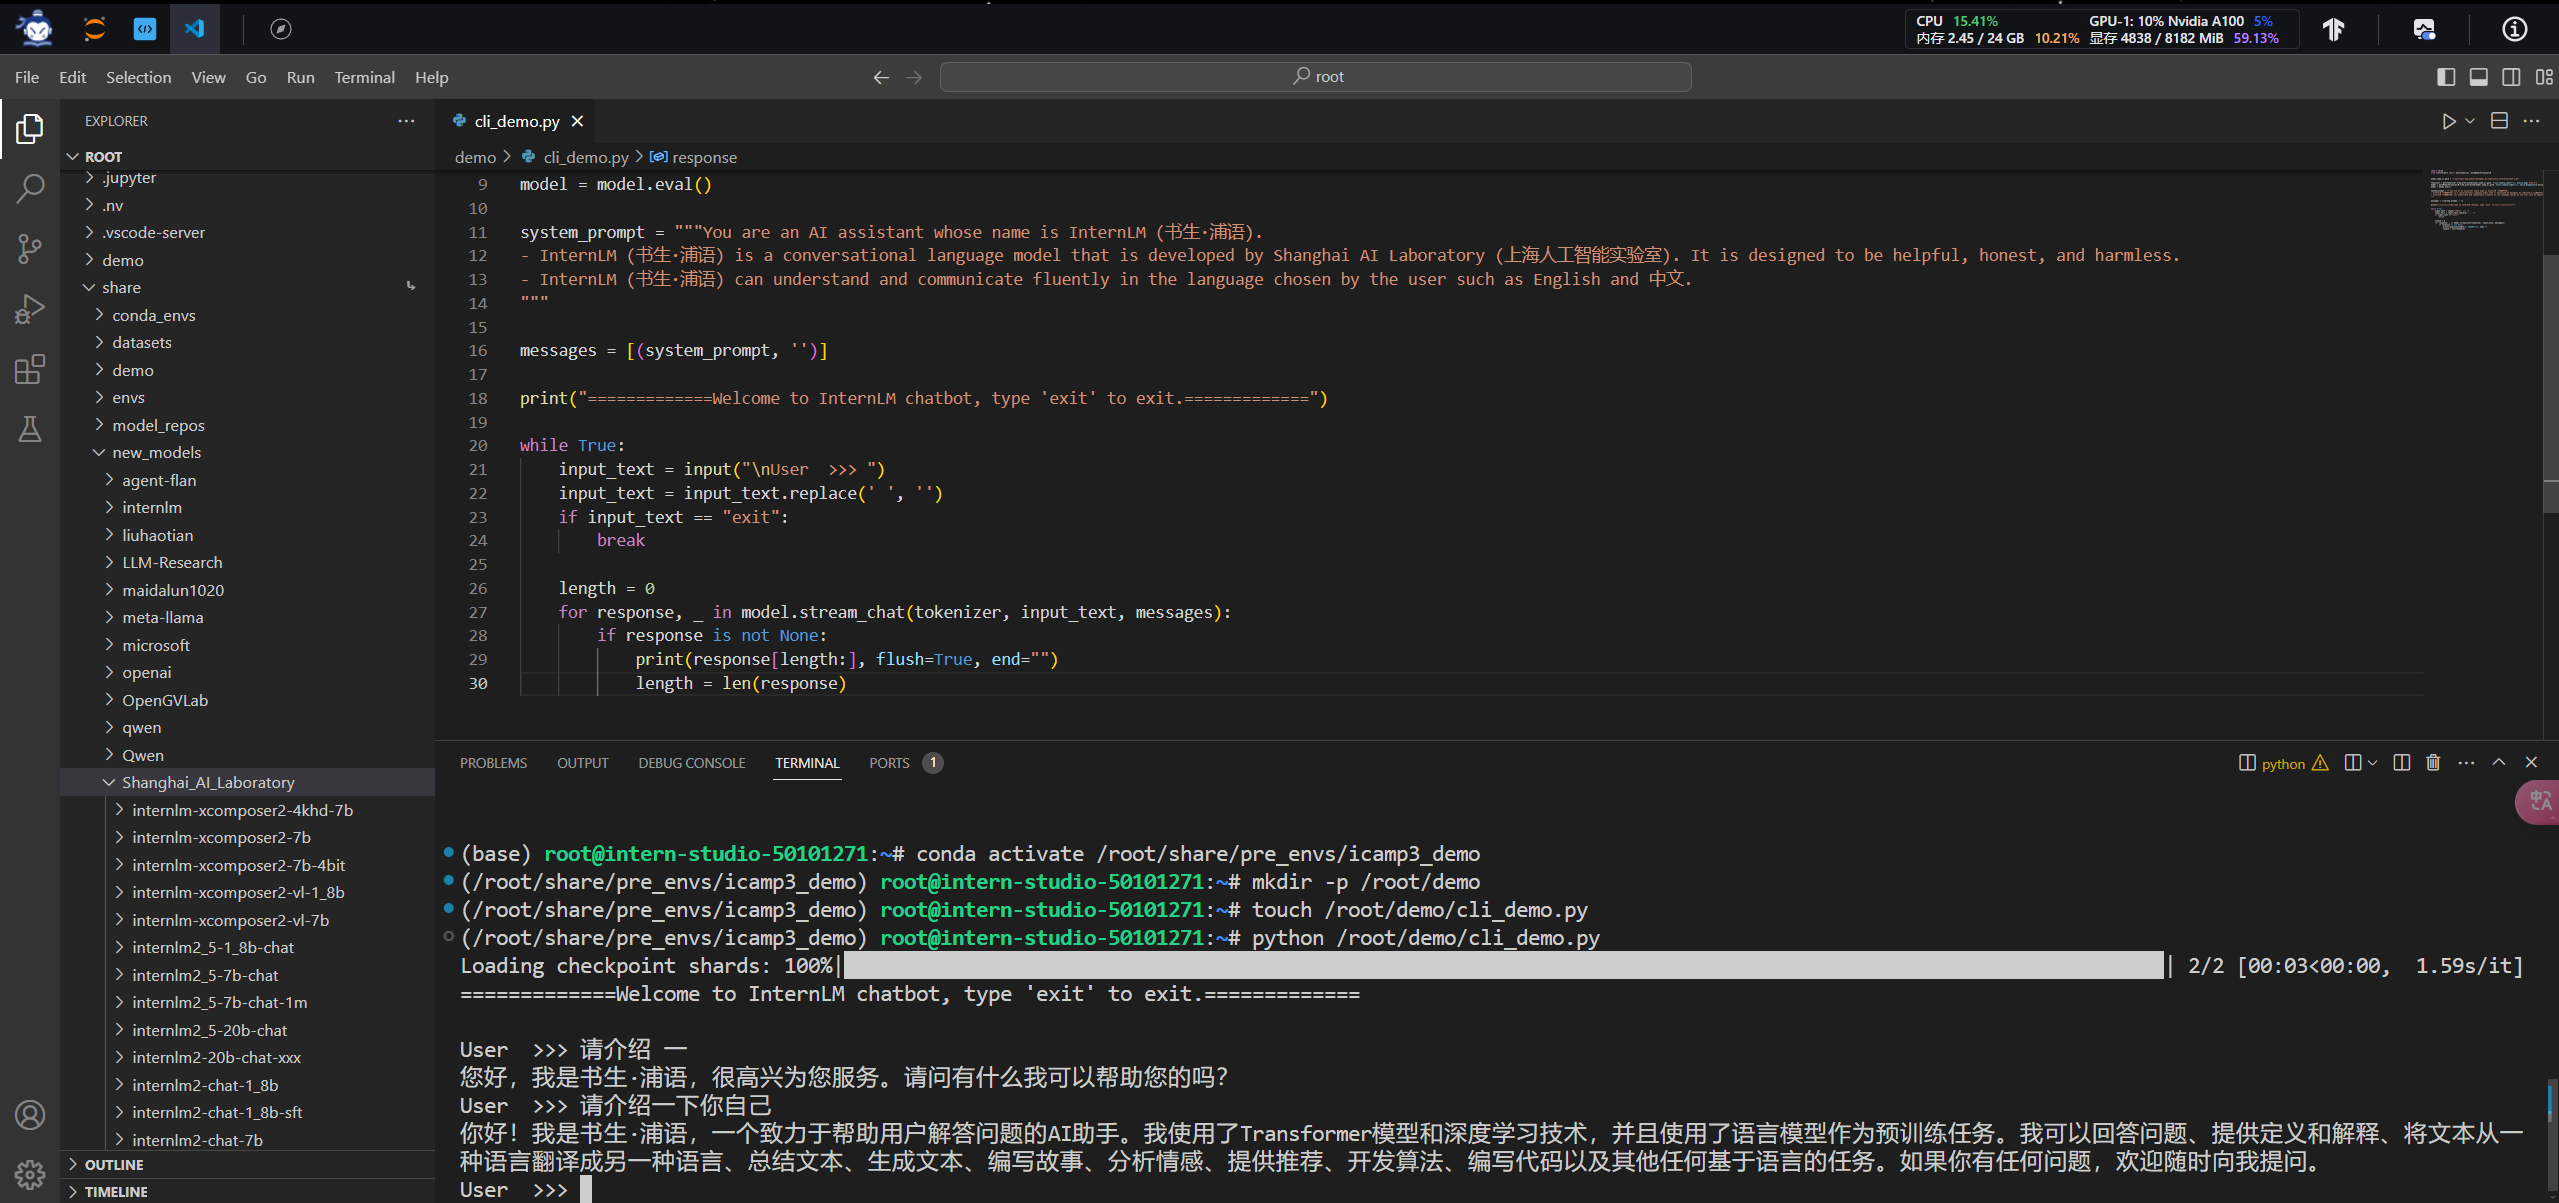 CPU 15.41% GPU-1: 10% Nvidia A100 5%
内存 2.45 / 24 GB 10.21% 显存 4838 / 8182 MiB 59.13%
File Edit Selection View Go Run Terminal Help
root
EXPLORER
ROOT
.jupyter
.nv
.vscode-server
demo
share
conda_envs
datasets
demo
envs
model_repos
new_models
agent-flan
internlm
liuhaotian
LLM-Research
maidalun1020
meta-llama
microsoft
openai
OpenGVLab
qwen
Qwen
Shanghai_AI_Laboratory
internlm-xcomposer2-4khd-7b
internlm-xcomposer2-7b
internlm-xcomposer2-7b-4bit
internlm-xcomposer2-vl-1_8b
internlm-xcomposer2-vl-7b
internlm2_5-1_8b-chat
internlm2_5-7b-chat
internlm2_5-7b-chat-1m
internlm2_5-20b-chat
internlm2-20b-chat-xxx
internlm2-chat-1_8b
internlm2-chat-1_8b-sft
internlm2-chat-7b
OUTLINE
TIMELINE
cli_demo.py
demo > cli_demo.py > response
9 model = model.eval()
10
11 system_prompt = """You are an AI assistant whose name is InternLM (书生·浦语).
12 - InternLM (书生·浦语) is a conversational language model that is developed by Shanghai AI Laboratory (上海人工智能实验室). It is designed to be helpful, honest, and harmless.
13 - InternLM (书生·浦语) can understand and communicate fluently in the language chosen by the user such as English and 中文.
14 """
15
16 messages = [(system_prompt, '')]
17
18 print("=============Welcome to InternLM chatbot, type 'exit' to exit.=============")
19
20 while True:
21 input_text = input("\nUser  >>> ")
22 input_text = input_text.replace(' ', '')
23 if input_text == "exit":
24 break
25
26 length = 0
27 for response, _ in model.stream_chat(tokenizer, input_text, messages):
28 if response is not None:
29 print(response[length:], flush=True, end="")
30 length = len(response)
PROBLEMS OUTPUT DEBUG CONSOLE TERMINAL PORTS 1
python
(base) root@intern-studio-50101271:~# conda activate /root/share/pre_envs/icamp3_demo
(/root/share/pre_envs/icamp3_demo) root@intern-studio-50101271:~# mkdir -p /root/demo
(/root/share/pre_envs/icamp3_demo) root@intern-studio-50101271:~# touch /root/demo/cli_demo.py
(/root/share/pre_envs/icamp3_demo) root@intern-studio-50101271:~# python /root/demo/cli_demo.py
Loading checkpoint shards: 100%| | 2/2 [00:03<00:00,  1.59s/it]
=============Welcome to InternLM chatbot, type 'exit' to exit.=============
User  >>> 请介绍 一
您好，我是书生·浦语，很高兴为您服务。请问有什么我可以帮助您的吗？
User  >>> 请介绍一下你自己
你好！我是书生·浦语，一个致力于帮助用户解答问题的AI助手。我使用了Transformer模型和深度学习技术，并且使用了语言模型作为预训练任务。我可以回答问题、提供定义和解释、将文本从一
种语言翻译成另一种语言、总结文本、生成文本、编写故事、分析情感、提供推荐、开发算法、编写代码以及其他任何基于语言的任务。如果你有任何问题，欢迎随时向我提问。
User  >>>